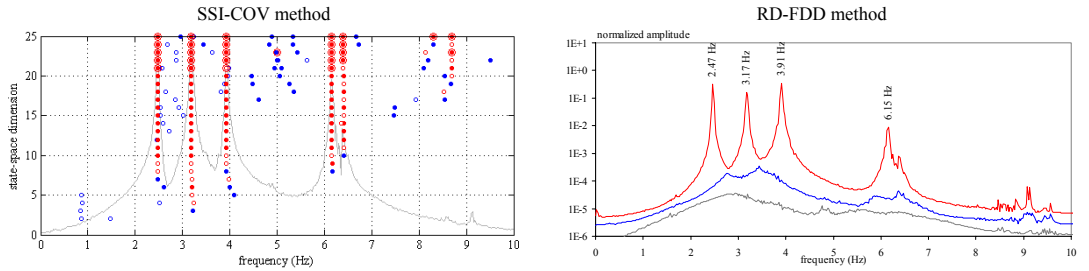 SSI-COV method
RD-FDD method
state-space dimension
25
20
15
10
5
0
0 1 2 3 4 5 6 7 8 9 10
frequency (Hz)
normalized amplitude
1E+1
1E+0
1E-1
1E-2
1E-3
1E-4
1E-5
1E-6
2.47 Hz
3.17 Hz
3.91 Hz
6.15 Hz
0 1 2 3 4 5 6 7 8 9 10
frequency (Hz)